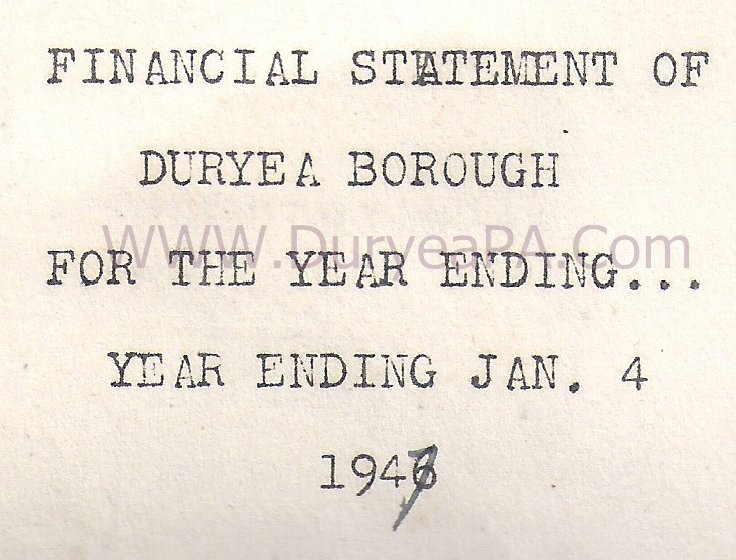 FINANCIAL STATEMENT OF
DURYEA BOROUGH
WWW.DuryeaPA.Com
FOR THE YEAR ENDING...
YEAR ENDING JAN. 4
1947